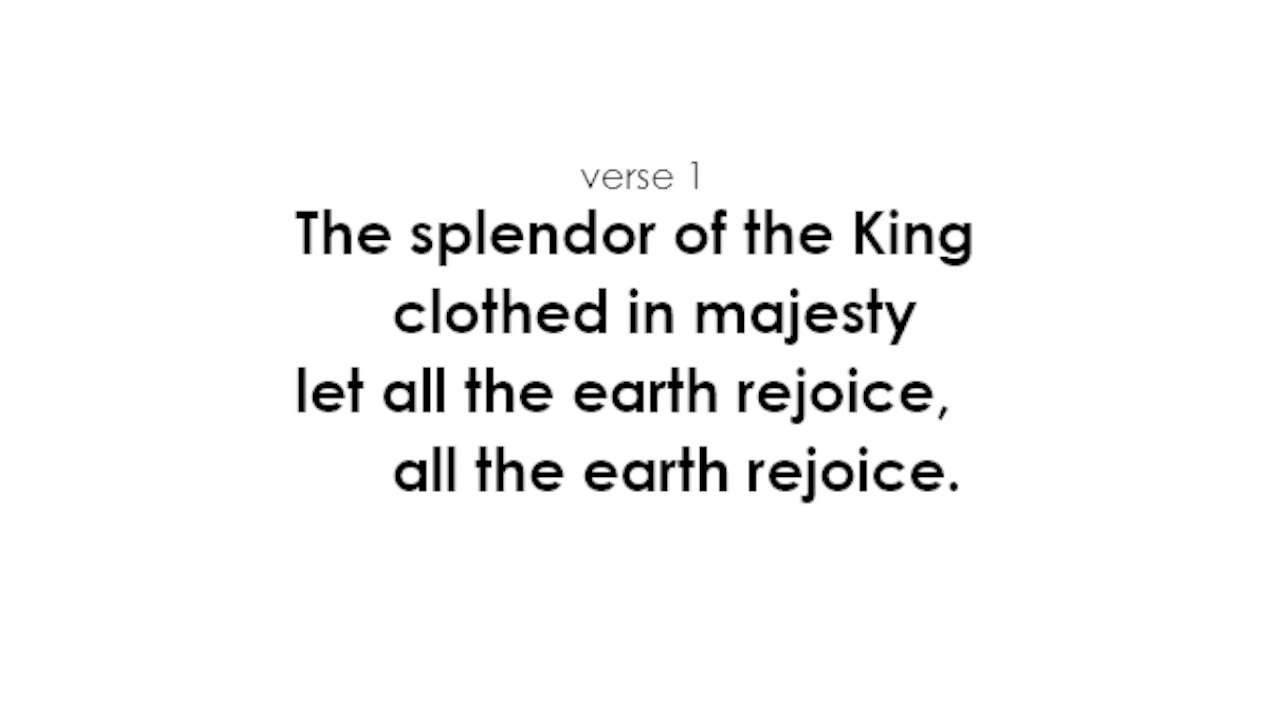 verse 1
The splendor of the King
clothed in majesty
let all the earth rejoice,
all the earth rejoice.